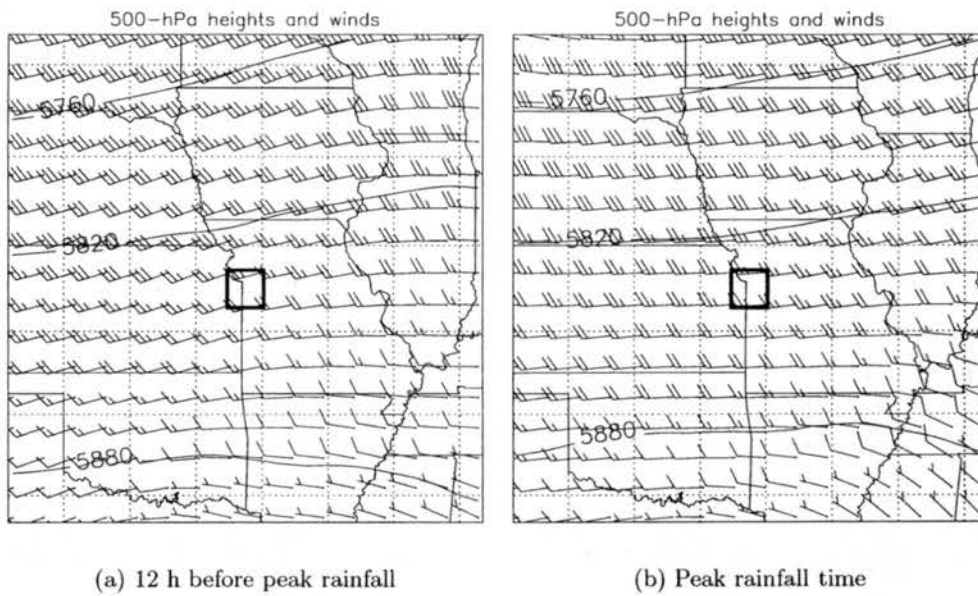 500-hPa heights and winds
500-hPa heights and winds
5760
5760
5820
5820
5880
5880
(a) 12 h before peak rainfall
(b) Peak rainfall time